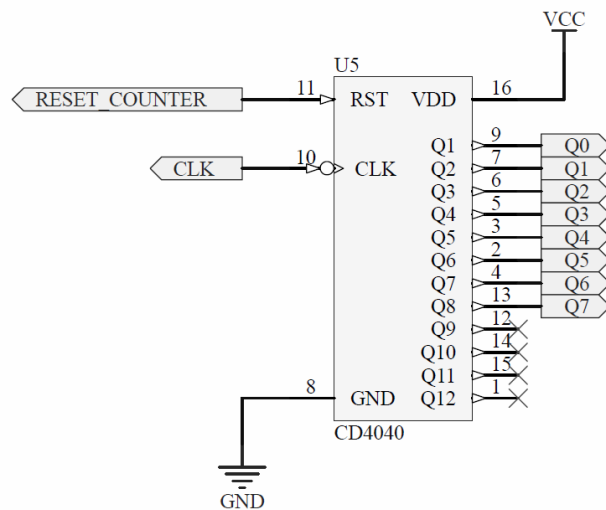 VCC
U5
RESET_COUNTER 11 RST VDD 16
Q1 9 Q0
CLK 10 CLK Q2 7 Q1
Q3 6 Q2
Q4 5 Q3
Q5 3 Q4
Q6 2 Q5
Q7 4 Q6
Q8 13 Q7
Q9 12
Q10 14
Q11 15
8 GND Q12 1
CD4040
GND